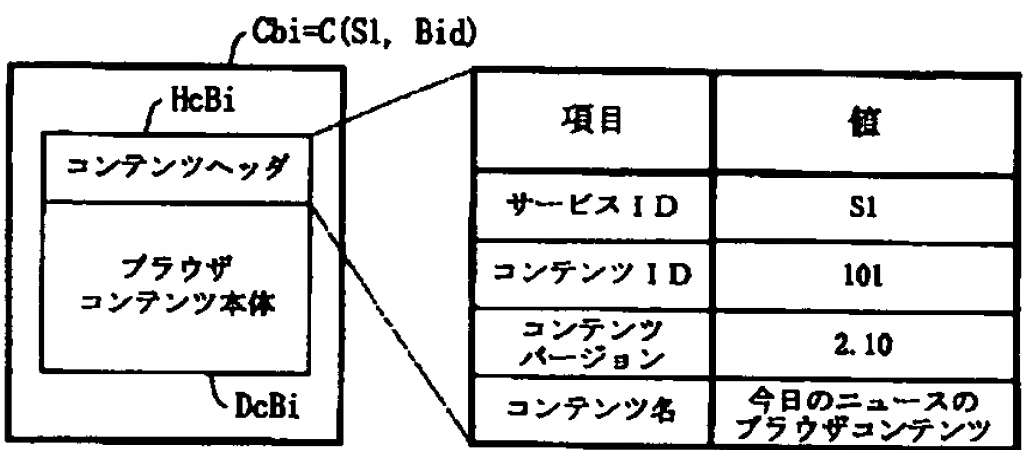 Cbi=C(S1, Bid)
HcBi
コンテンツヘッダ
ブラウザ
コンテンツ本体
DcBi
項目
値
サービスID
S1
コンテンツID
101
コンテンツ
バージョン
2.10
コンテンツ名
今日のニュースの
ブラウザコンテンツ